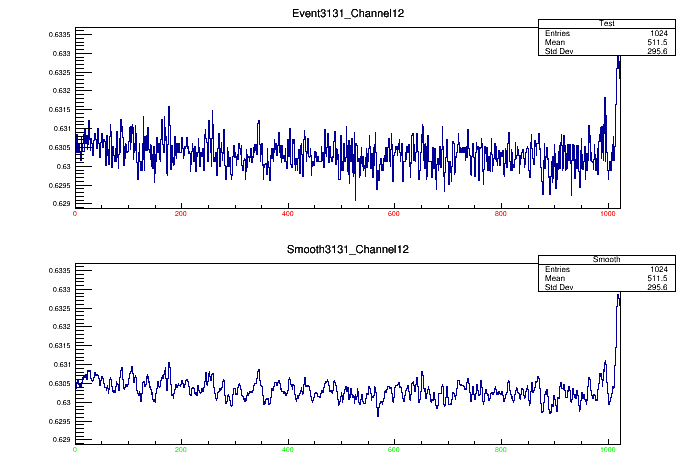 Event3131_Channel12
Test
Entries 1024
Mean 511.5
Std Dev 295.6
0.6335
0.633
0.6325
0.632
0.6315
0.631
0.6305
0.63
0.6295
0.629
0 200 400 600 800 1000
Smooth3131_Channel12
Smooth
Entries 1024
Mean 511.5
Std Dev 295.6
0.6335
0.633
0.6325
0.632
0.6315
0.631
0.6305
0.63
0.6295
0.629
0 200 400 600 800 1000